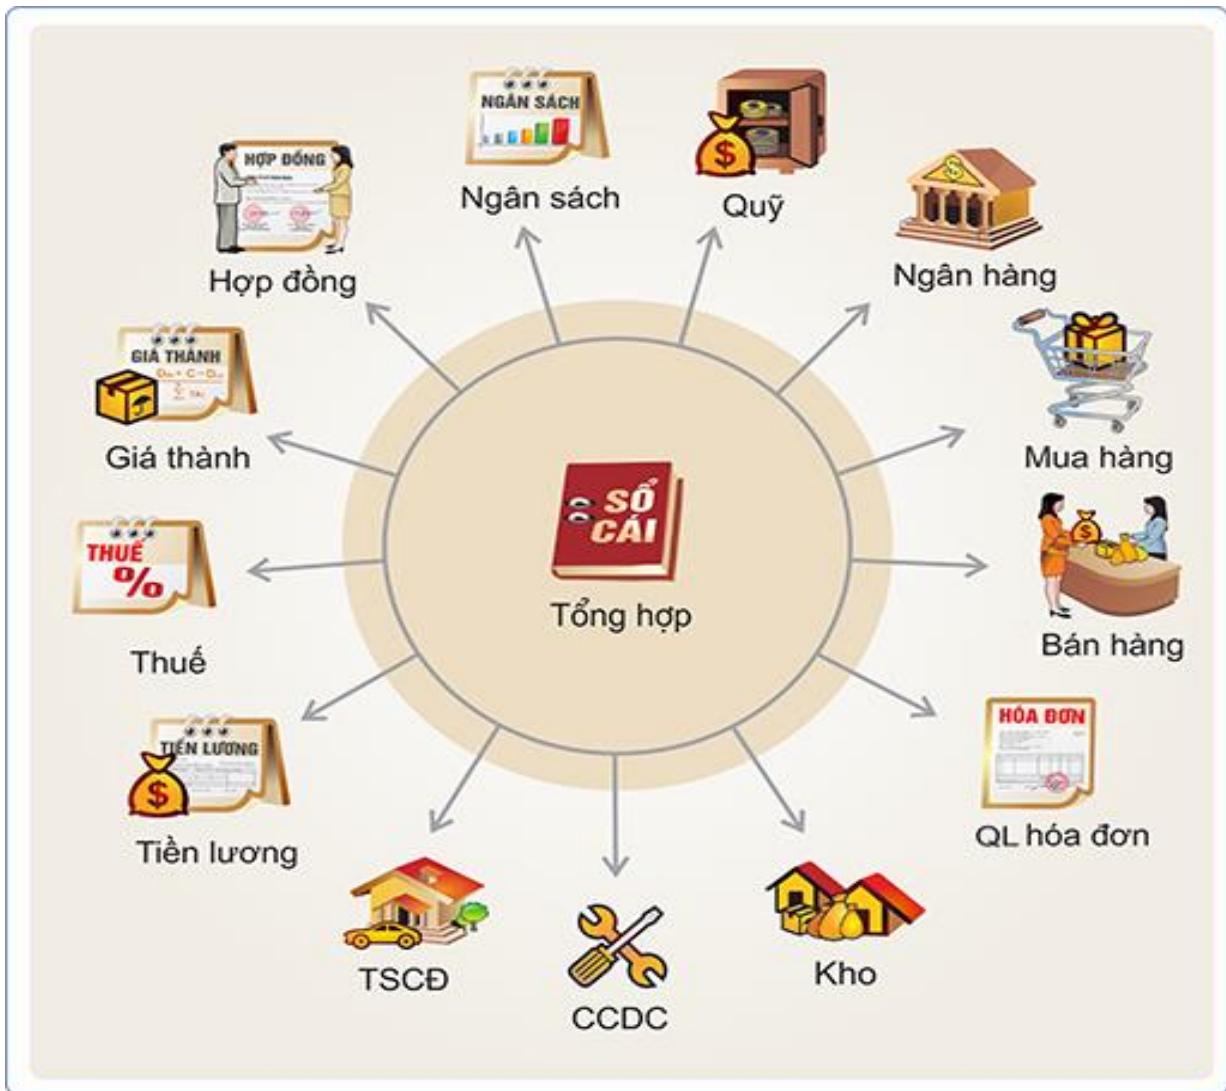 NGÂN SÁCH
Ngân sách
$
Quỹ
Ngân hàng
Mua hàng
$
Bán hàng
HÓA ĐƠN
QL hóa đơn
Kho
CCDC
TSCĐ
TIỀN LƯƠNG
$
Tiền lương
THUẾ
%
Thuế
GIÁ THÀNH
Giá thành
HỢP ĐỒNG
Hợp đồng
SỔ
CÁI
Tổng hợp